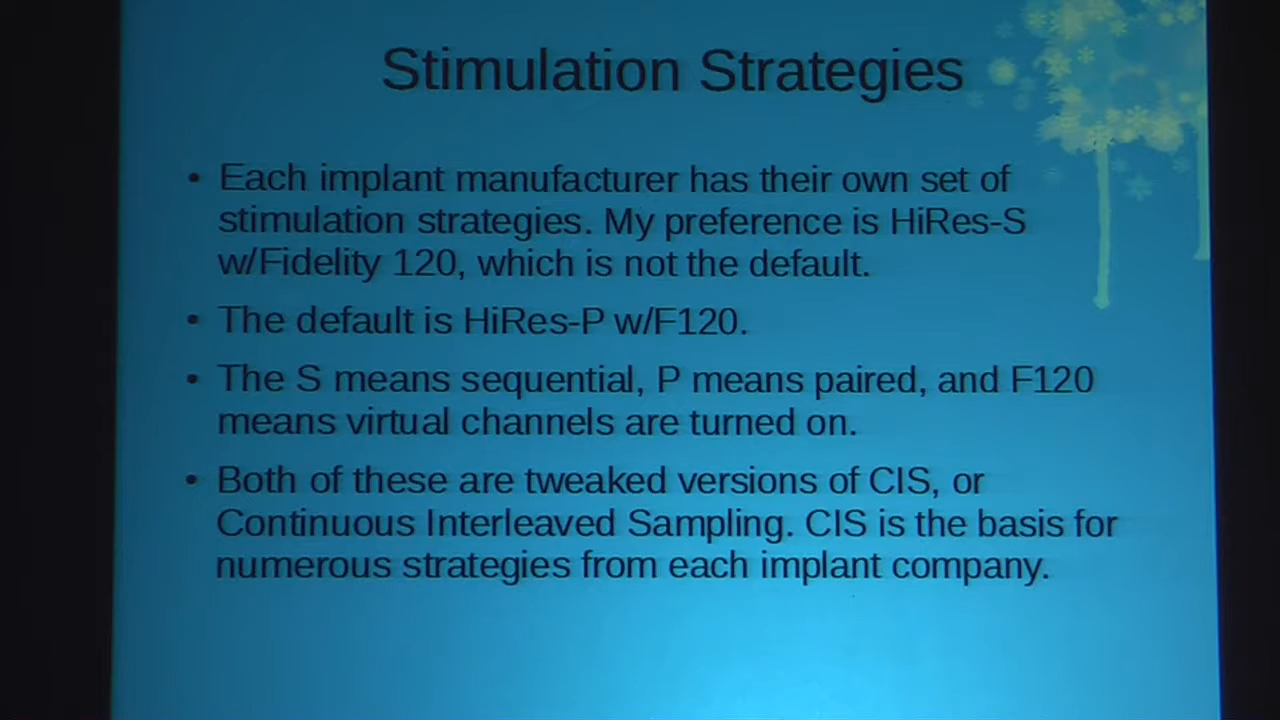 Stimulation Strategies
• Each implant manufacturer has their own set of
stimulation strategies. My preference is HiRes-S
w/Fidelity 120, which is not the default.
• The default is HiRes-P w/F120.
• The S means sequential, P means paired, and F120
means virtual channels are turned on.
• Both of these are tweaked versions of CIS, or
Continuous Interleaved Sampling. CIS is the basis for
numerous strategies from each implant company.